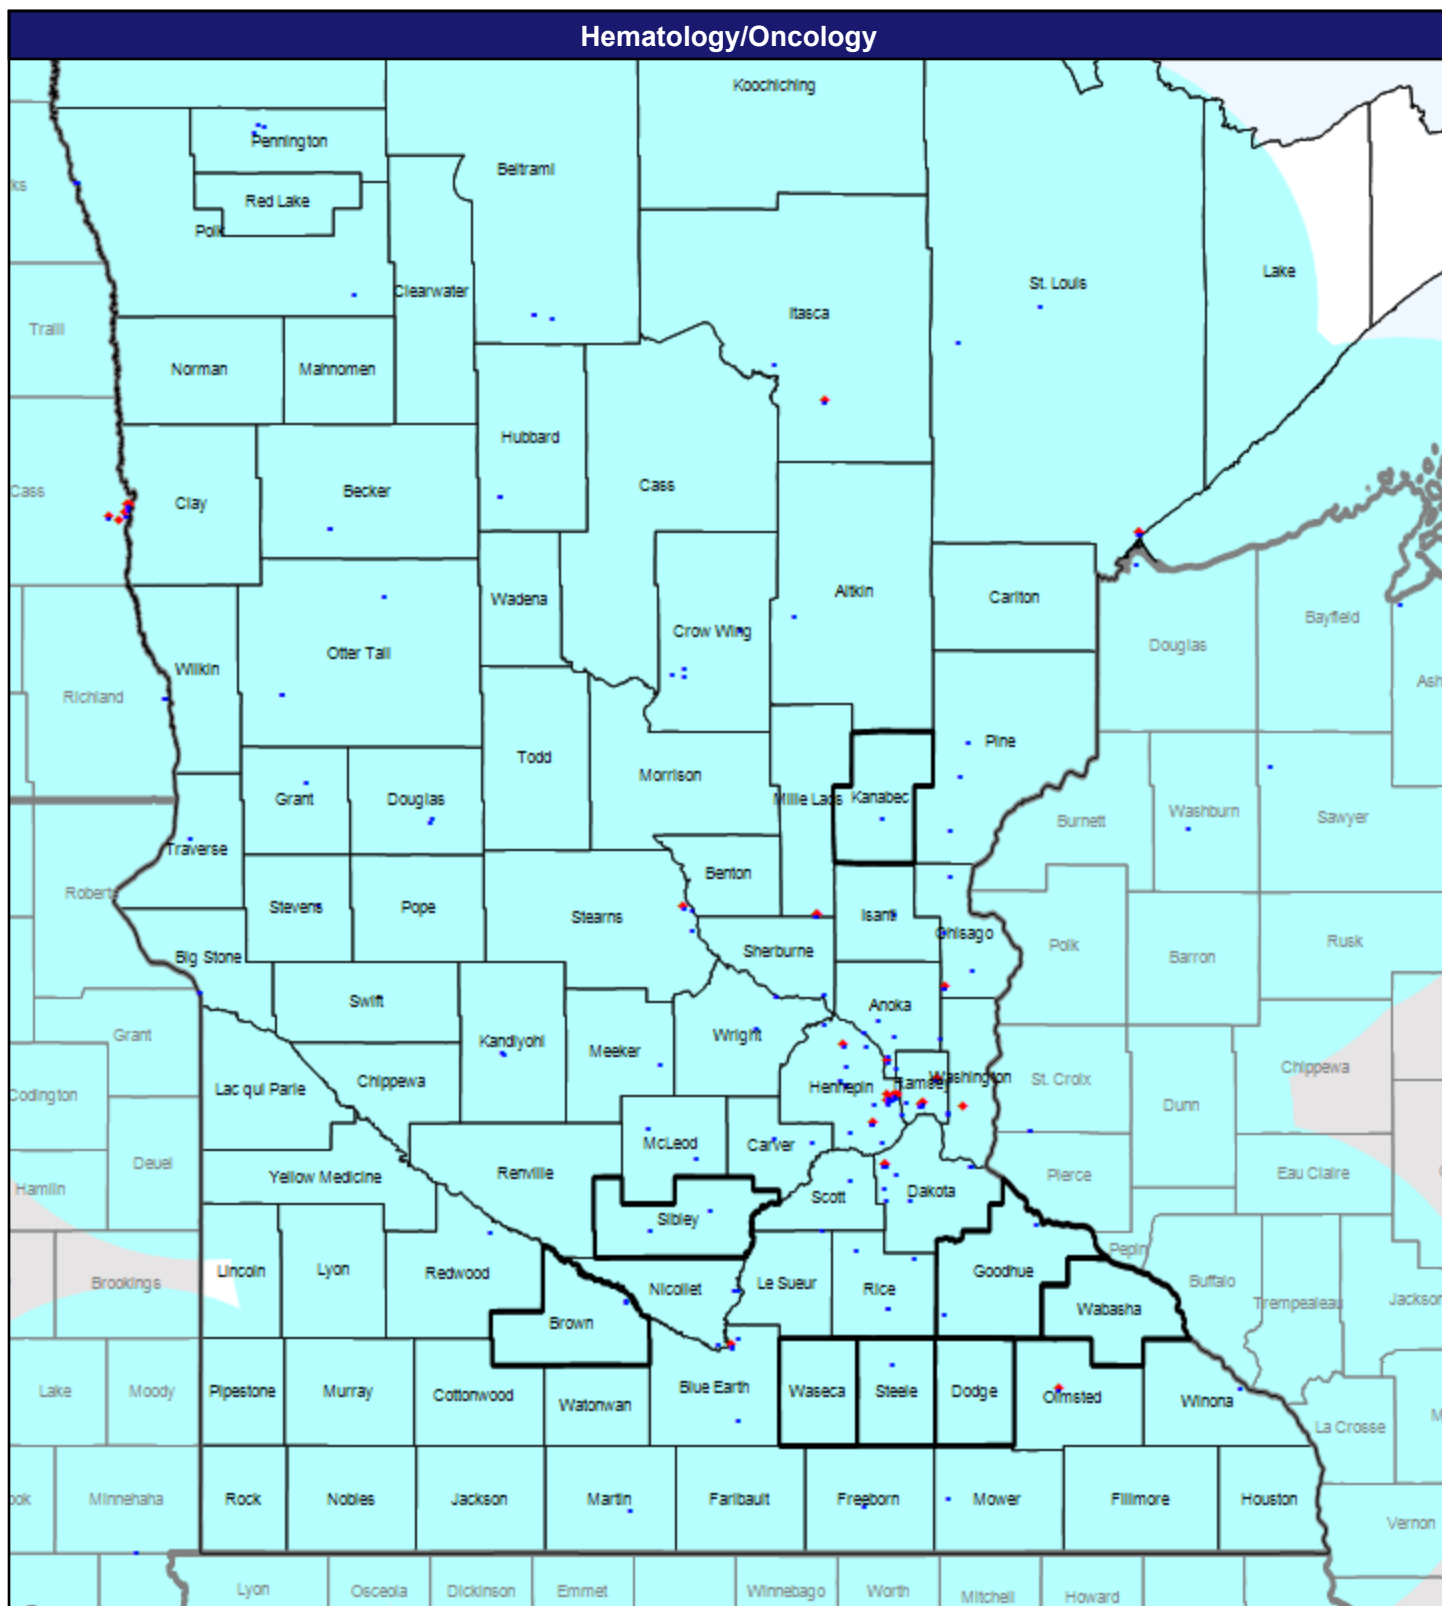 Hematology/Oncology
Koochiching
Pennington
Beltrami
ks
Red Lake
Polk
Lake
St. Louis
Clearwater
Itasca
Traill
Norman
Mahnomen
Hubbard
Cass
Becker
Cass
Clay
Aitkin
Carlton
Wadena
Bayfield
Crow Wing
Douglas
Otter Tail
Wilkin
Ash
Richland
Pine
Todd
Morrison
Grant
Douglas
Mille Lacs
Kanabec
Washburn
Sawyer
Burnett
Traverse
Benton
Roberts
Stevens
Pope
Stearns
Isanti
Chisago
Rusk
Polk
Sherburne
Barron
Big Stone
Swift
Anoka
Grant
Wright
Kandiyohi
Meeker
Chippewa
Washington
St. Croix
Chippewa
Lac qui Parle
Hennepin
Ramsey
Codington
Dunn
McLeod
Carver
Deuel
Renville
Yellow Medicine
Pierce
Eau Claire
Hamlin
Scott
Dakota
Sibley
Pepin
Lincoln
Lyon
Redwood
Goodhue
Brookings
Nicollet
Le Sueur
Rice
Buffalo
Trempealeau
Jackson
Wabasha
Brown
Lake
Moody
Pipestone
Murray
Cottonwood
Blue Earth
Waseca
Steele
Dodge
Olmsted
Winona
Watonwan
La Crosse
M
ook
Minnehaha
Rock
Nobles
Jackson
Martin
Faribault
Freeborn
Mower
Fillmore
Houston
Vernon
Lyon
Osceola
Dickinson
Emmet
Winnebago
Worth
Mitchell
Howard